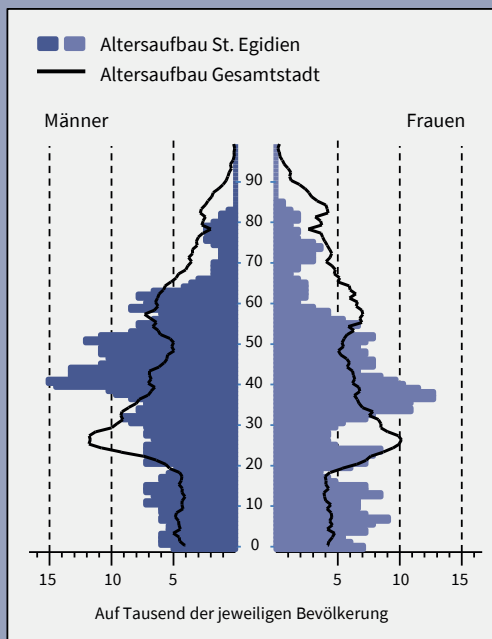 Altersaufbau St. Egidien
Altersaufbau Gesamtstadt
Männer Frauen
90
80
70
60
50
40
30
20
10
0
15 10 5 5 10 15
Auf Tausend der jeweiligen Bevölkerung